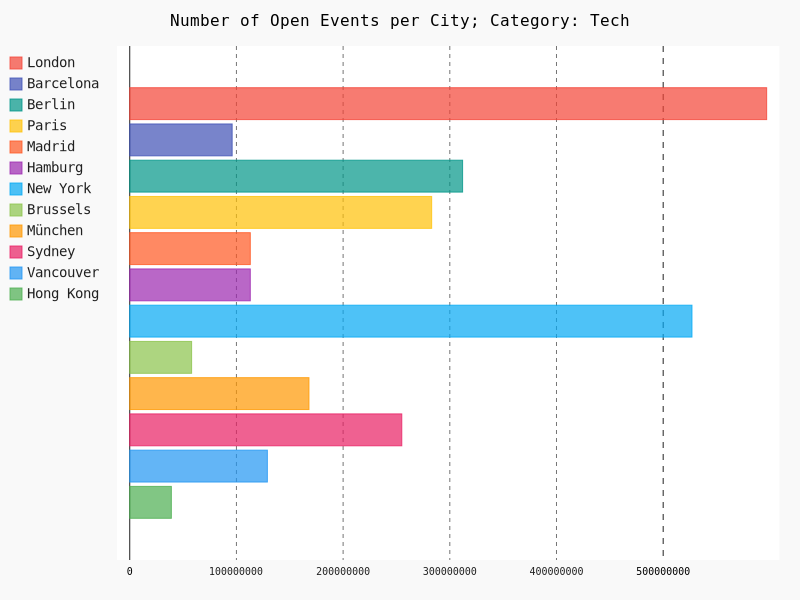 Number of Open Events per City; Category: Tech
London
Barcelona
Berlin
Paris
Madrid
Hamburg
New York
Brussels
München
Sydney
Vancouver
Hong Kong
0 100000000 200000000 300000000 400000000 500000000